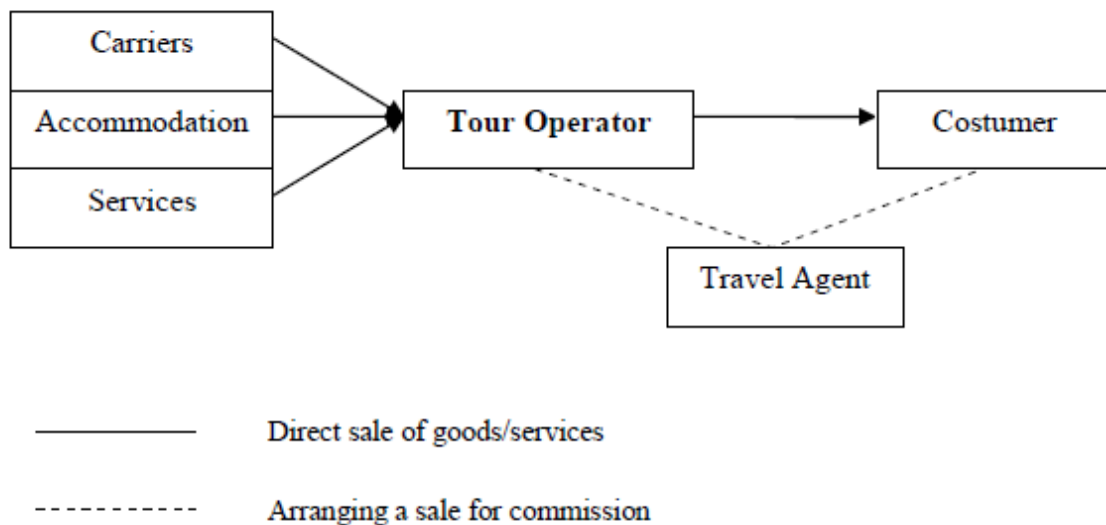 Carriers
Accommodation
Services
Tour Operator
Costumer
Travel Agent
Direct sale of goods/services
Arranging a sale for commission